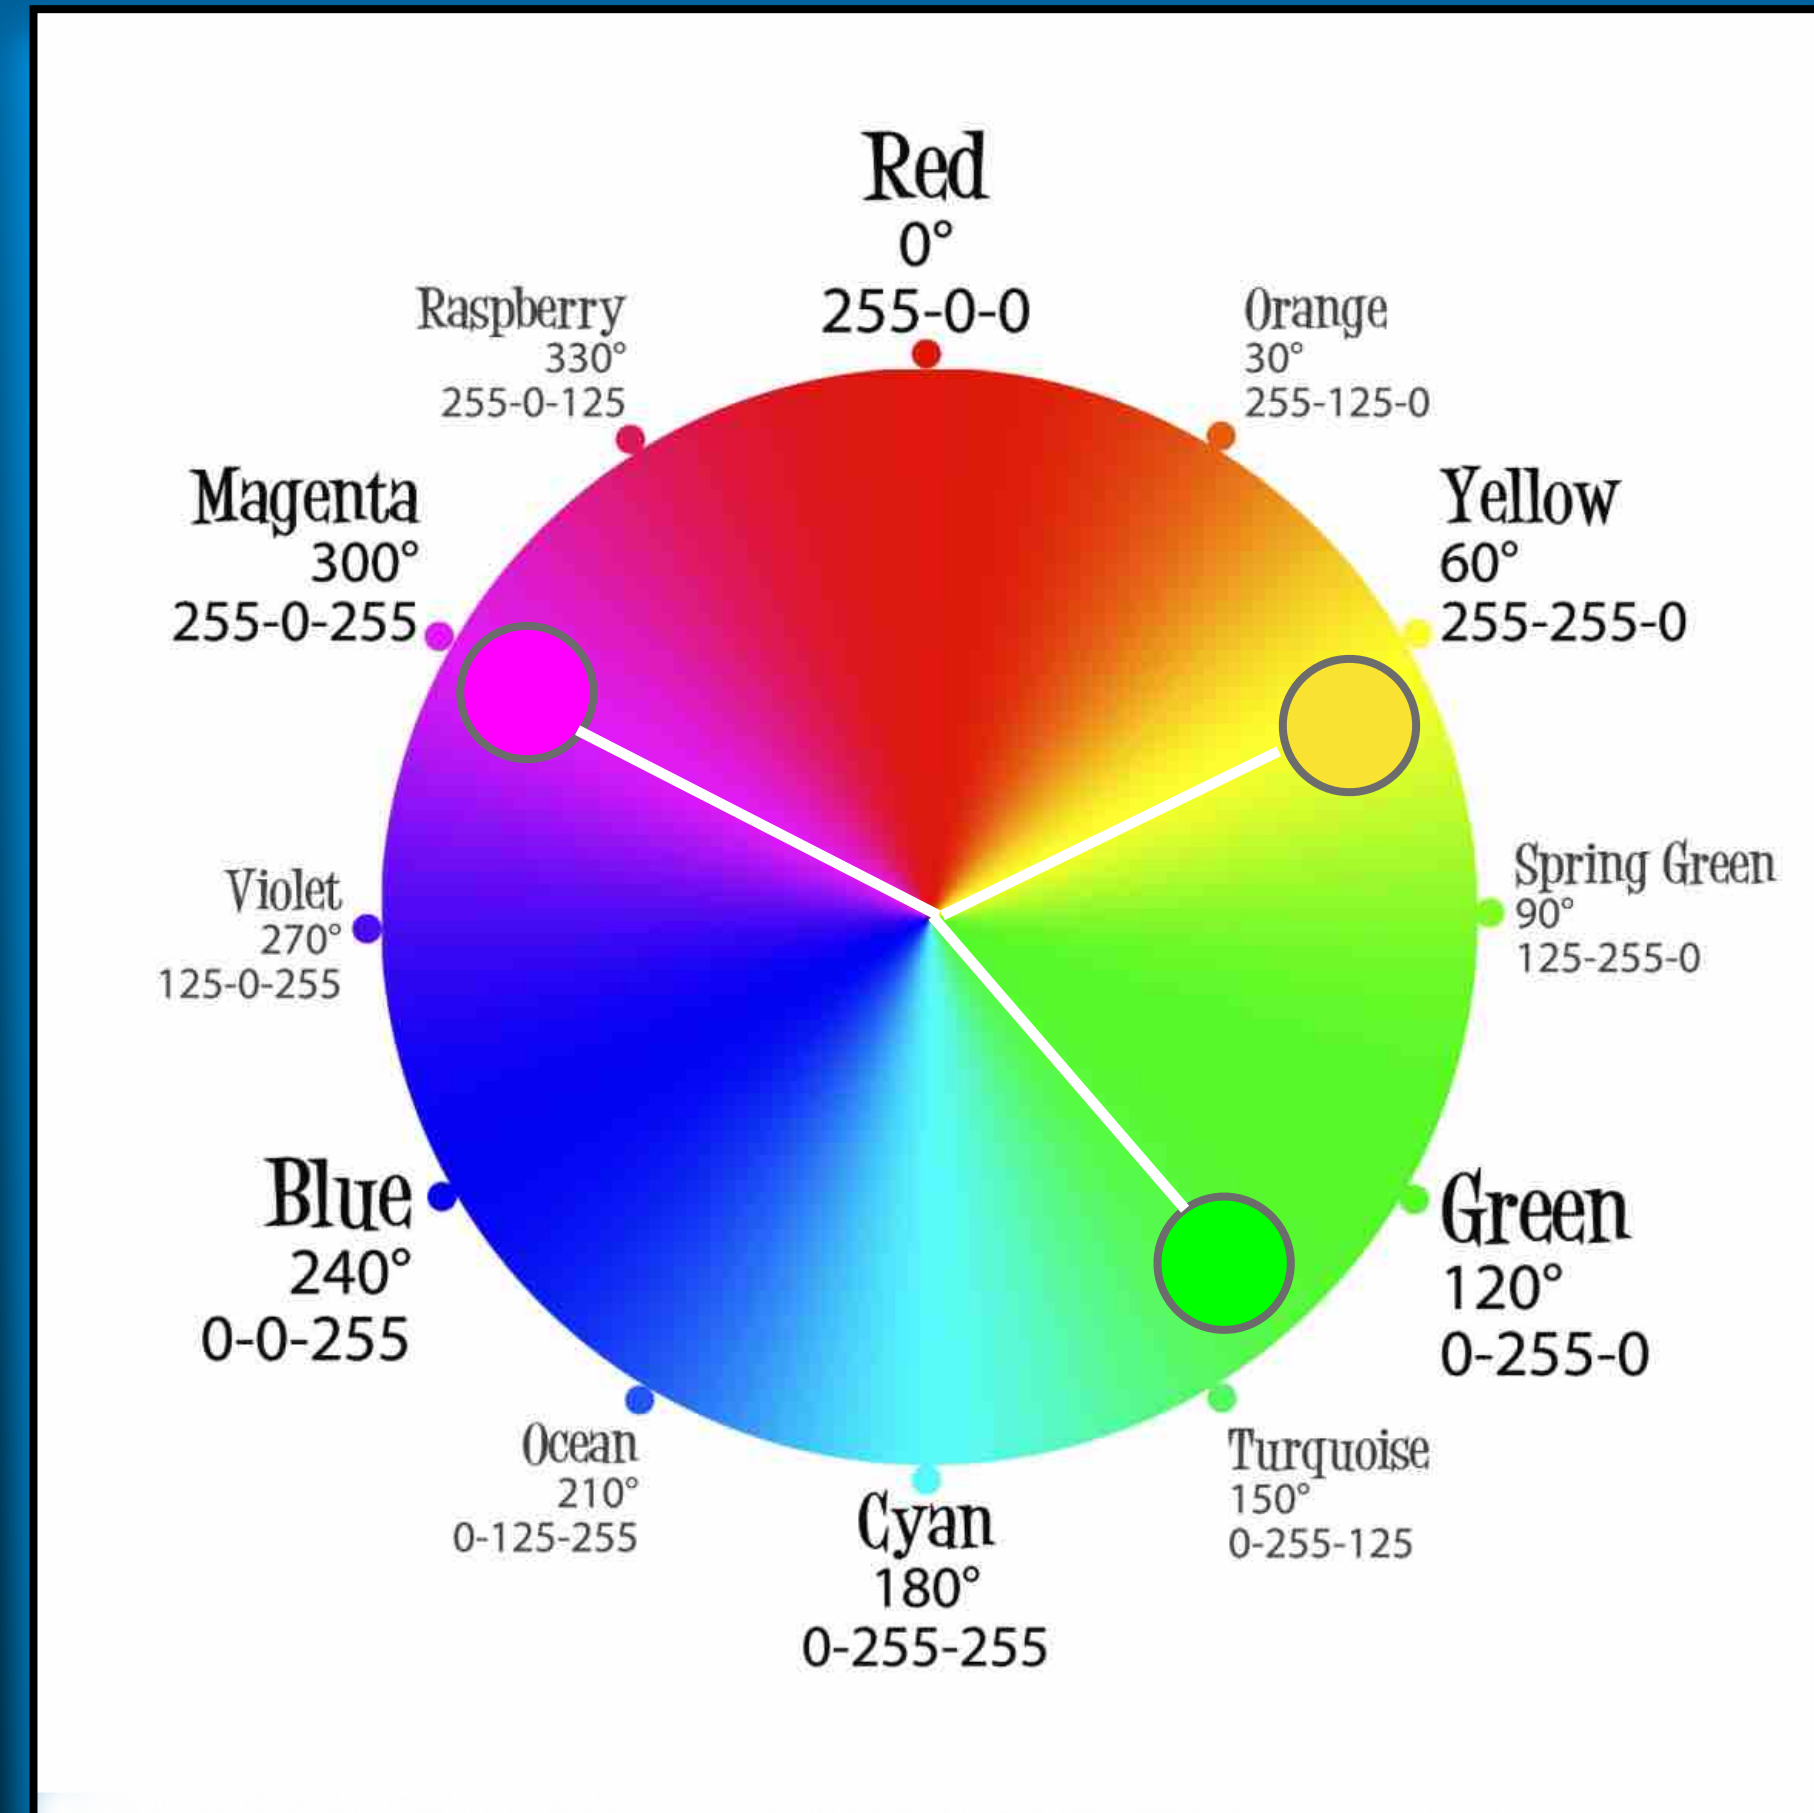 Red
0°
255-0-0
Orange
30°
255-125-0
Yellow
60°
255-255-0
Spring Green
90°
125-255-0
Green
120°
0-255-0
Turquoise
150°
0-255-125
Cyan
180°
0-255-255
Ocean
210°
0-125-255
Blue
240°
0-0-255
Violet
270°
125-0-255
Magenta
300°
255-0-255
Raspberry
330°
255-0-125